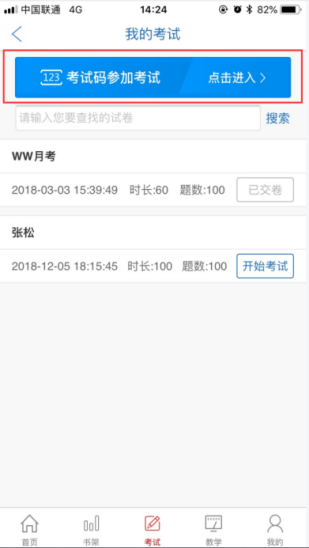 中国联通 4G 14:24 82%
我的考试
123 考试码参加考试 点击进入
请输入您要查找的试卷 搜索
WW月考
2018-03-03 15:39:49 时长:60 题数:100 已交卷
张松
2018-12-05 18:15:45 时长:100 题数:100 开始考试
首页 书架 考试 教学 我的